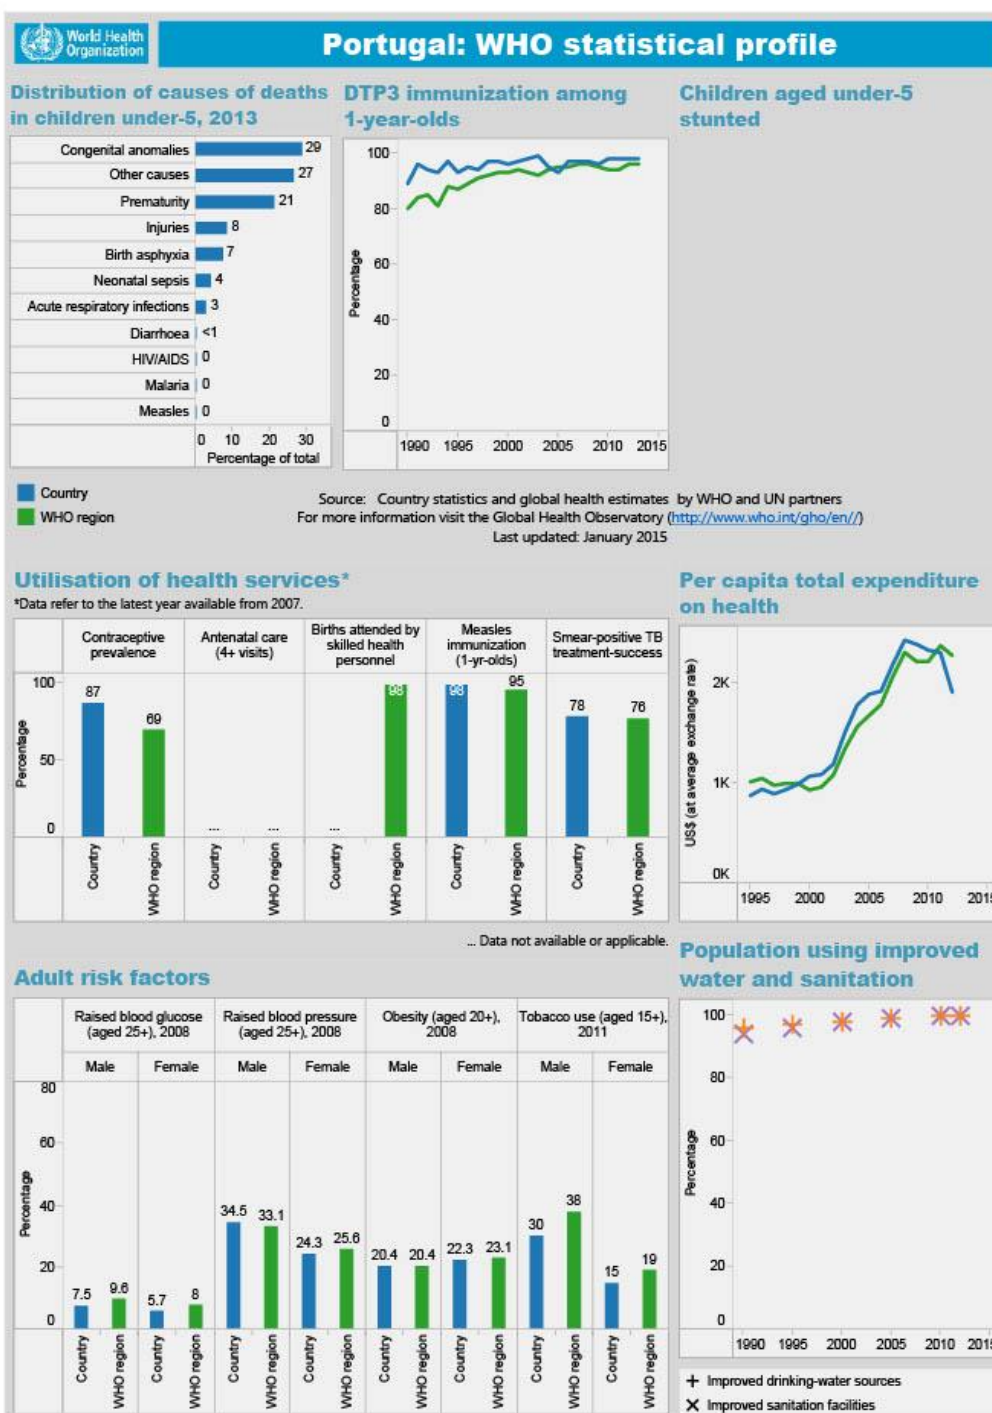 World Health
Organization
Portugal: WHO statistical profile
Distribution of causes of deaths
in children under-5, 2013
Congenital anomalies 29
Other causes 27
Prematurity 21
Injuries 8
Birth asphyxia 7
Neonatal sepsis 4
Acute respiratory infections 3
Diarrhoea <1
HIV/AIDS 0
Malaria 0
Measles 0
0 10 20 30
Percentage of total
DTP3 immunization among
1-year-olds
Percentage
100
80
60
40
20
0
1990 1995 2000 2005 2010 2015
Children aged under-5
stunted
Country
WHO region
Source: Country statistics and global health estimates by WHO and UN partners
For more information visit the Global Health Observatory (http://www.who.int/gho/en//)
Last updated: January 2015
Utilisation of health services*
*Data refer to the latest year available from 2007.
Contraceptive
prevalence
Antenatal care
(4+ visits)
Births attended by
skilled health
personnel
Measles
immunization
(1-yr-olds)
Smear-positive TB
treatment-success
Percentage
100
50
0
87 69 ... ... ... 98 98 95 78 76
Country WHO region Country WHO region Country WHO region Country WHO region Country WHO region
... Data not available or applicable.
Per capita total expenditure
on health
US$ (at average exchange rate)
2K
1K
0K
1995 2000 2005 2010 2015
Adult risk factors
Raised blood glucose
(aged 25+), 2008
Raised blood pressure
(aged 25+), 2008
Obesity (aged 20+),
2008
Tobacco use (aged 15+),
2011
Male Female Male Female Male Female Male Female
Percentage
80
60
40
20
0
7.5 9.6 5.7 8 34.5 33.1 24.3 25.6 20.4 20.4 22.3 23.1 30 38 15 19
Country WHO region Country WHO region Country WHO region Country WHO region Country WHO region Country WHO region Country WHO region Country WHO region
Population using improved
water and sanitation
Percentage
100
80
60
40
20
0
1990 1995 2000 2005 2010 2015
+ Improved drinking-water sources
× Improved sanitation facilities